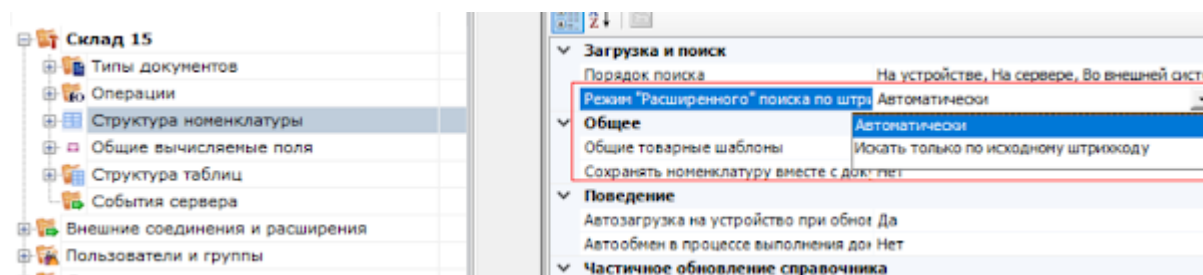 Склад 15
Типы документов
Операции
Структура номенклатуры
Общие вычисляемые поля
Структура таблиц
События сервера
Внешние соединения и расширения
Пользователи и группы
Загрузка и поиск
Порядок поиска На устройстве, На сервере, Во внешней сист
Режим "Расширенного" поиска по штри Автоматически
Общее
Автоматически
Общие товарные шаблоны
Искать только по исходному штрихкоду
Сохранять номенклатуру вместе с док Нет
Поведение
Автозагрузка на устройство при обнов Да
Автообмен в процессе выполнения док Нет
Частичное обновление справочника